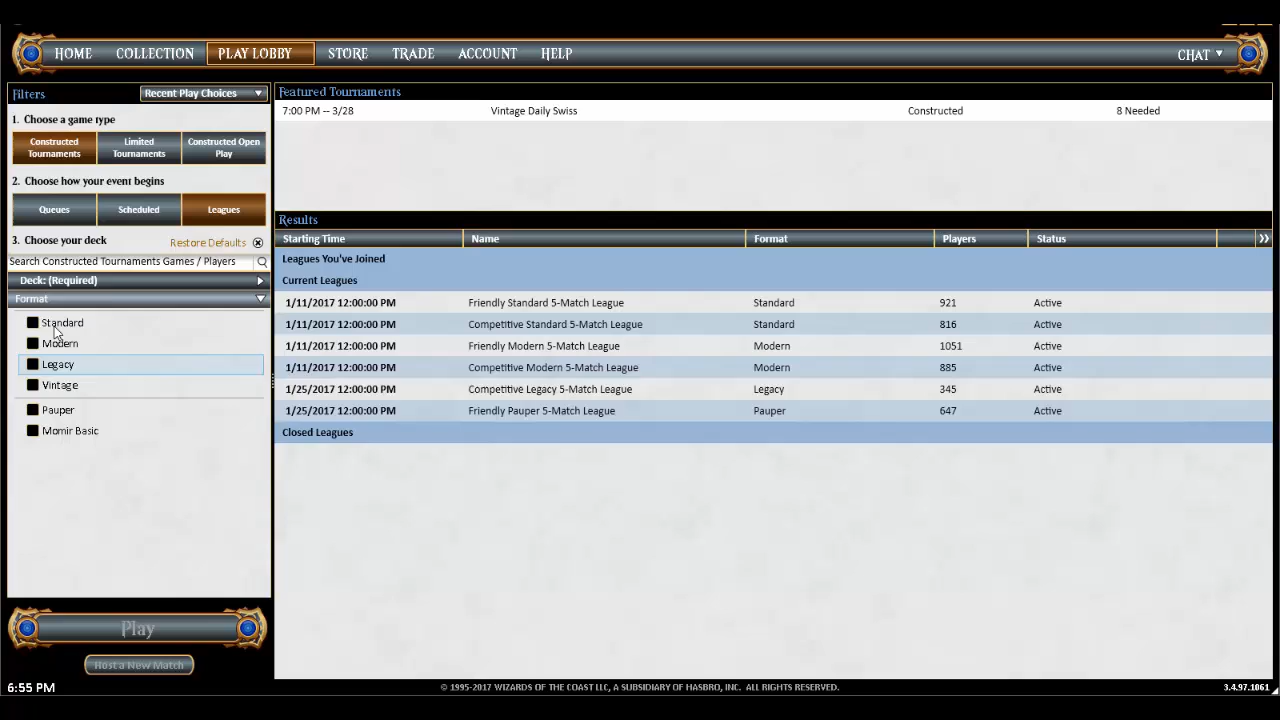 HOME COLLECTION PLAY LOBBY STORE TRADE ACCOUNT HELP CHAT
Filters Recent Play Choices
1. Choose a game type
Constructed Tournaments Limited Tournaments Constructed Open Play
2. Choose how your event begins
Queues Scheduled Leagues
3. Choose your deck Restore Defaults
Search Constructed Tournaments Games / Players
Deck: (Required)
Format
Standard
Modern
Legacy
Vintage
Pauper
Momir Basic
Play
Host a New Match
6:55 PM
Featured Tournaments
7:00 PM -- 3/28 Vintage Daily Swiss Constructed 8 Needed
Results
Starting Time Name Format Players Status
Leagues You've Joined
Current Leagues
1/11/2017 12:00:00 PM Friendly Standard 5-Match League Standard 921 Active
1/11/2017 12:00:00 PM Competitive Standard 5-Match League Standard 816 Active
1/11/2017 12:00:00 PM Friendly Modern 5-Match League Modern 1051 Active
1/11/2017 12:00:00 PM Competitive Modern 5-Match League Modern 885 Active
1/25/2017 12:00:00 PM Competitive Legacy 5-Match League Legacy 345 Active
1/25/2017 12:00:00 PM Friendly Pauper 5-Match League Pauper 647 Active
Closed Leagues
© 1995-2017 WIZARDS OF THE COAST LLC, A SUBSIDIARY OF HASBRO, INC. ALL RIGHTS RESERVED.
3.4.97.1061